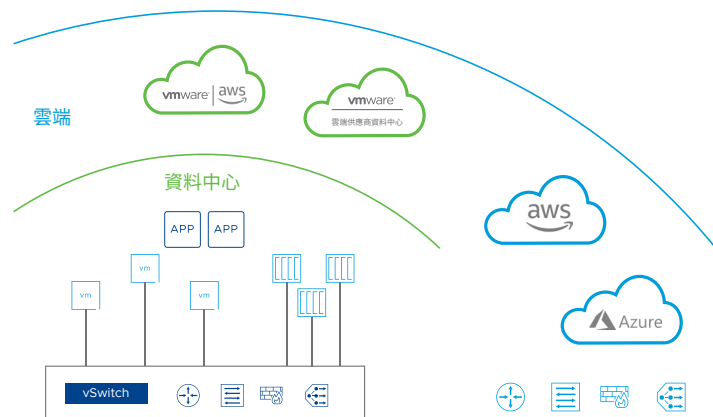 vmware aws
vmware
雲端供應商資料中心
雲端
資料中心
aws
APP APP
vm
vm vm
Azure
vSwitch